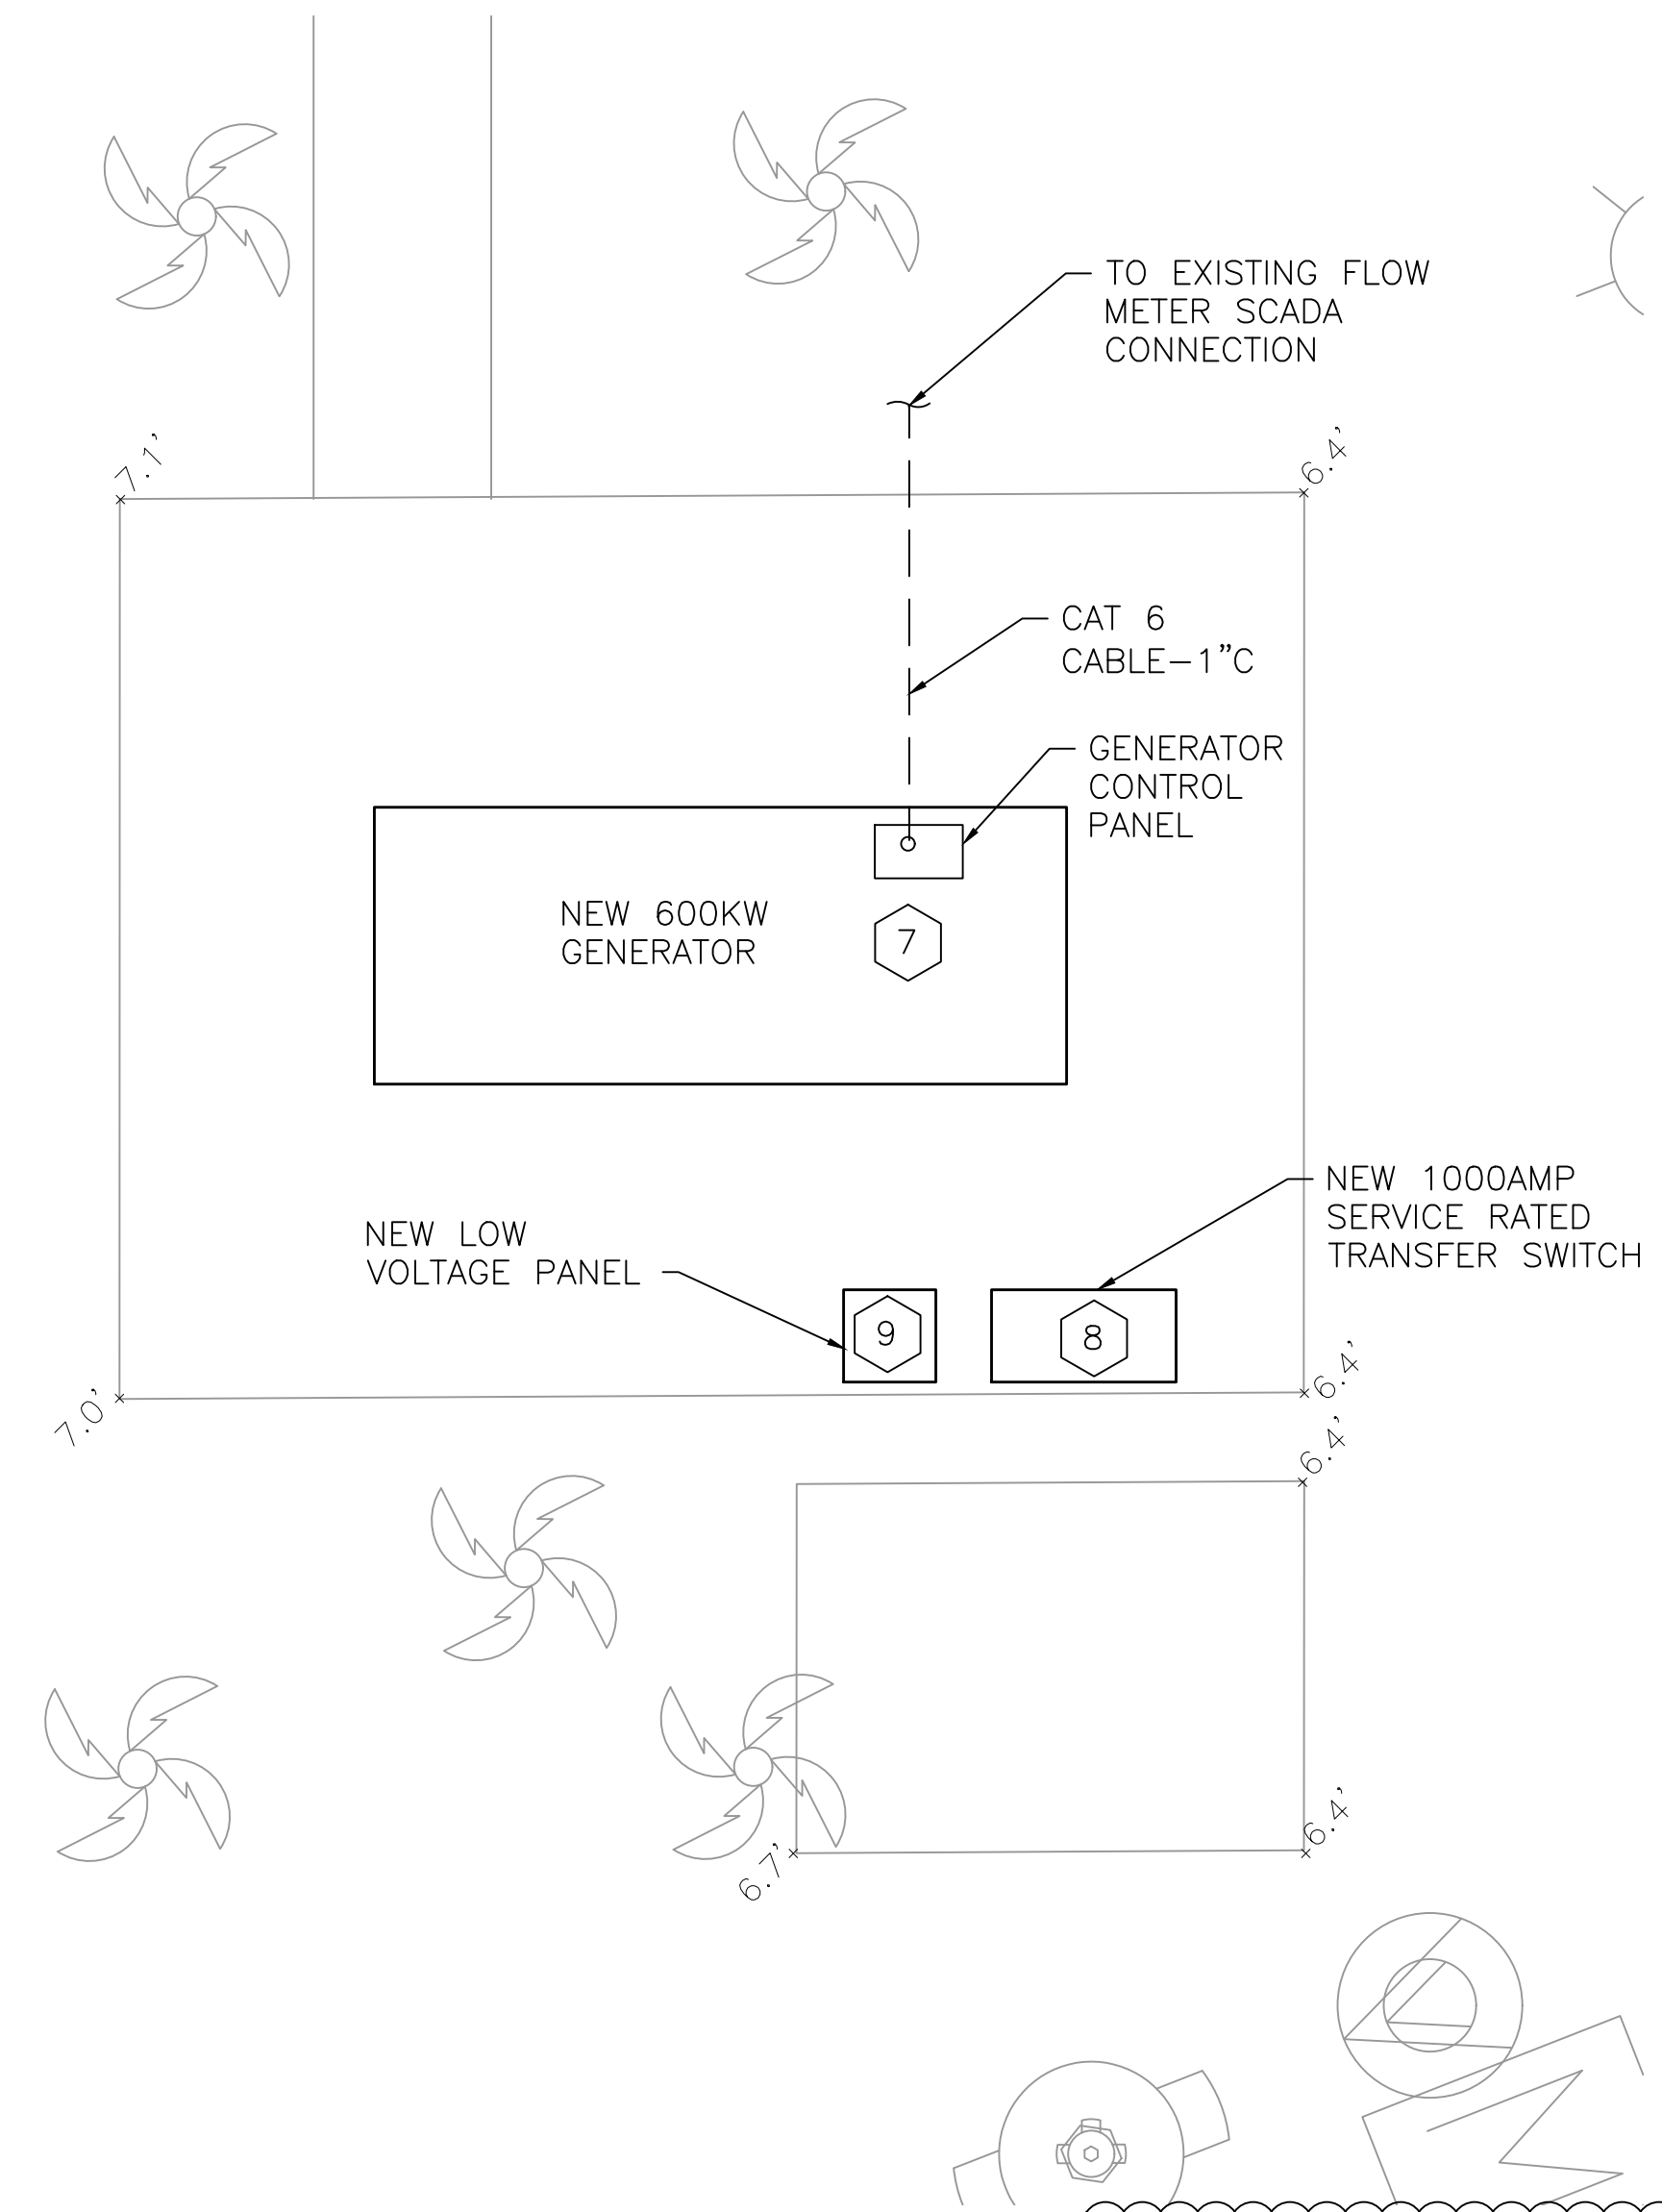 TO EXISTING FLOW
METER SCADA
CONNECTION
7.1'
6.4'
CAT 6
CABLE-1"C
GENERATOR
CONTROL
PANEL
NEW 600KW
GENERATOR
7
NEW 1000AMP
SERVICE RATED
TRANSFER SWITCH
NEW LOW
VOLTAGE PANEL
9
8
7.0'
6.4'
6.4'
6.7'
6.4'